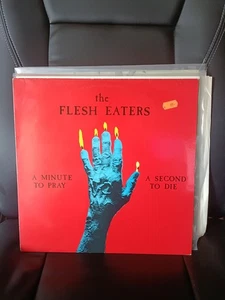 the
FLESH EATERS
A MINUTE
TO PRAY
A SECOND
TO DIE